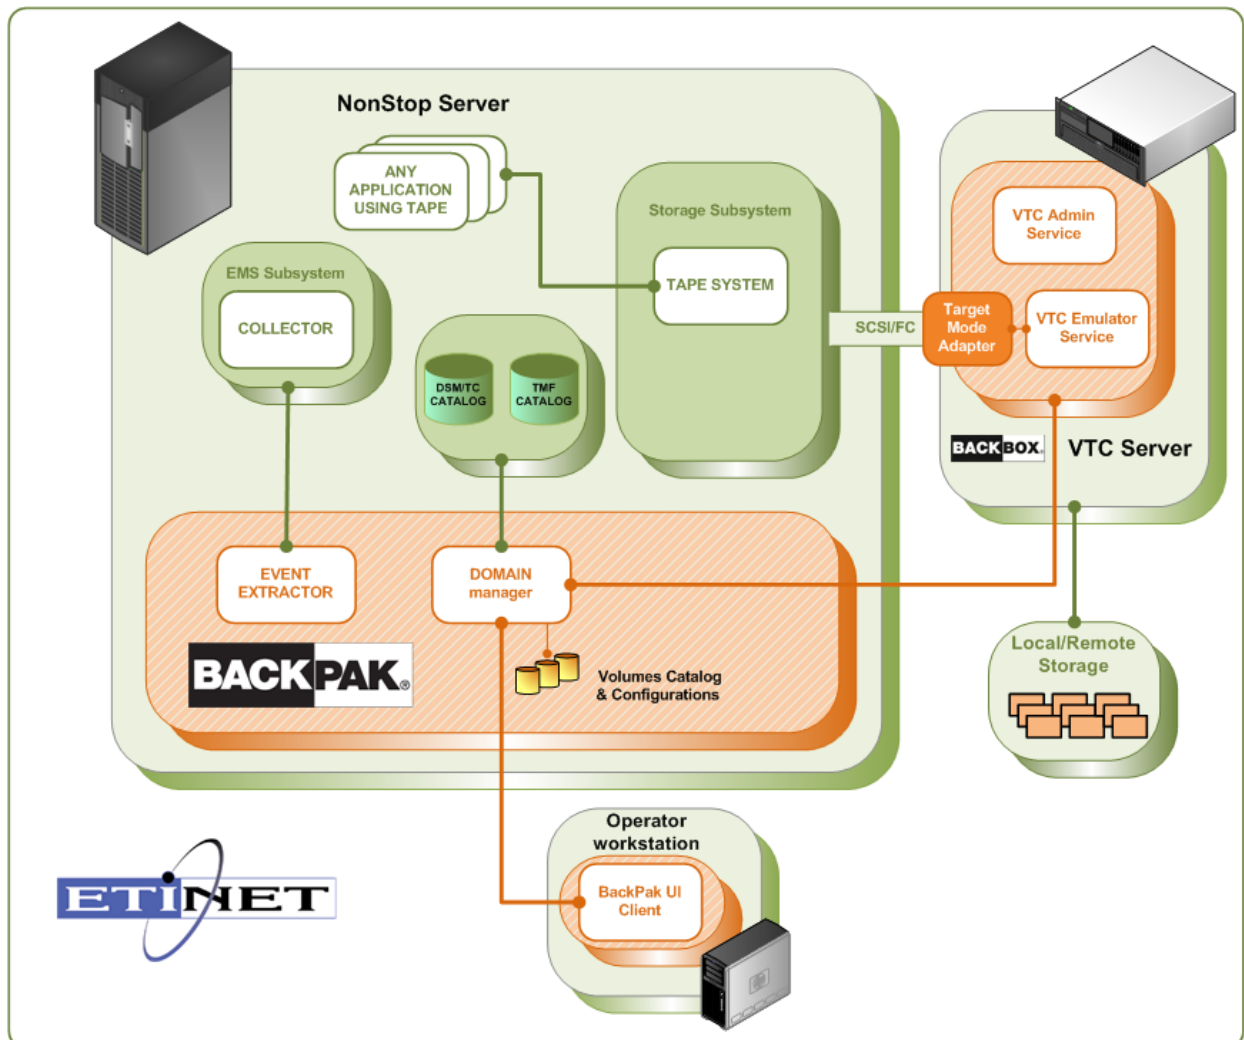 NonStop Server
ANY
APPLICATION
USING TAPE
Storage Subsystem
TAPE SYSTEM
EMS Subsystem
COLLECTOR
DSM/TC
CATALOG
TMF
CATALOG
SCSI/FC
Target
Mode
Adapter
VTC Admin
Service
VTC Emulator
Service
BACKBOX®
VTC Server
EVENT
EXTRACTOR
DOMAIN
manager
BACKPAK®
Volumes Catalog
& Configurations
Local/Remote
Storage
Operator
workstation
BackPak UI
Client
ETINET